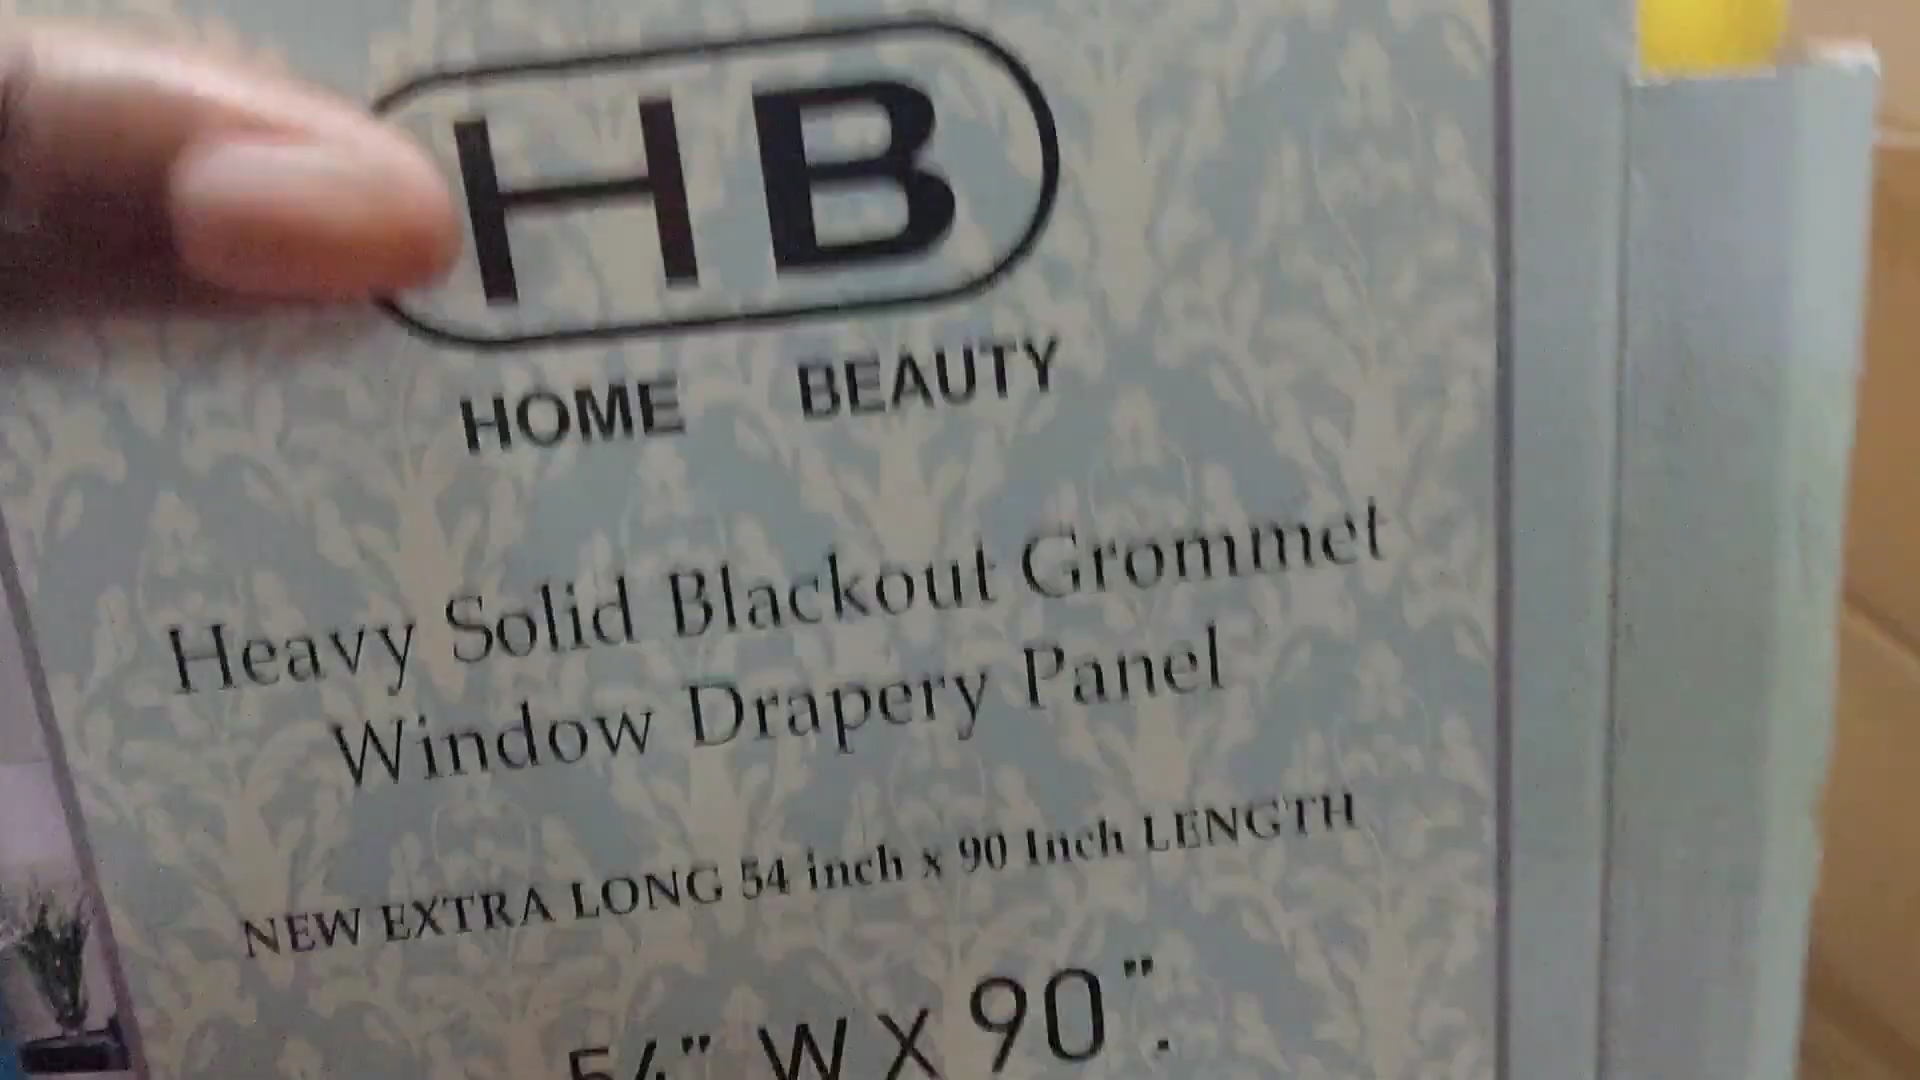 HB
HOME BEAUTY
Heavy Solid Blackout Grommet
Window Drapery Panel
NEW EXTRA LONG 54 inch x 90 Inch LENGTH
54" W X 90".